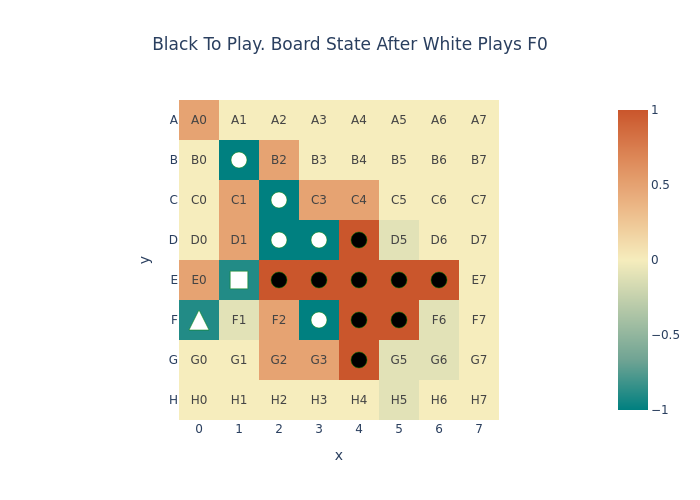 Black To Play. Board State After White Plays F0
A A0 A1 A2 A3 A4 A5 A6 A7 1
B B0 B2 B3 B4 B5 B6 B7
C C0 C1 C3 C4 C5 C6 C7 0.5
D D0 D1 D5 D6 D7
y
E E0 E7 0
F F1 F2 F6 F7 −0.5
G G0 G1 G2 G3 G5 G6 G7
H H0 H1 H2 H3 H4 H5 H6 H7 −1
0 1 2 3 4 5 6 7
x